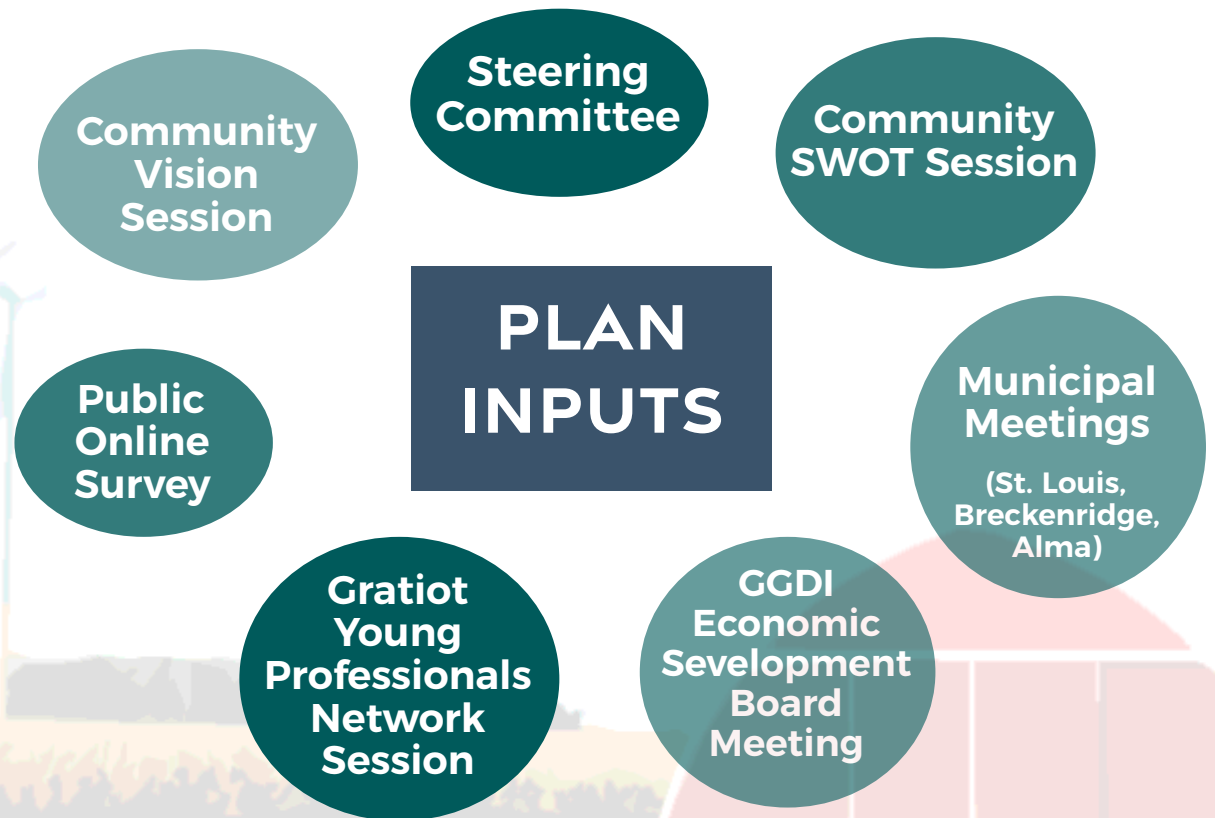 Steering
Committee
Community
Vision
Session
Community
SWOT Session
PLAN
INPUTS
Public
Online
Survey
Municipal
Meetings
(St. Louis,
Breckenridge,
Alma)
Gratiot
Young
Professionals
Network
Session
GGDI
Economic
Sevelopment
Board
Meeting